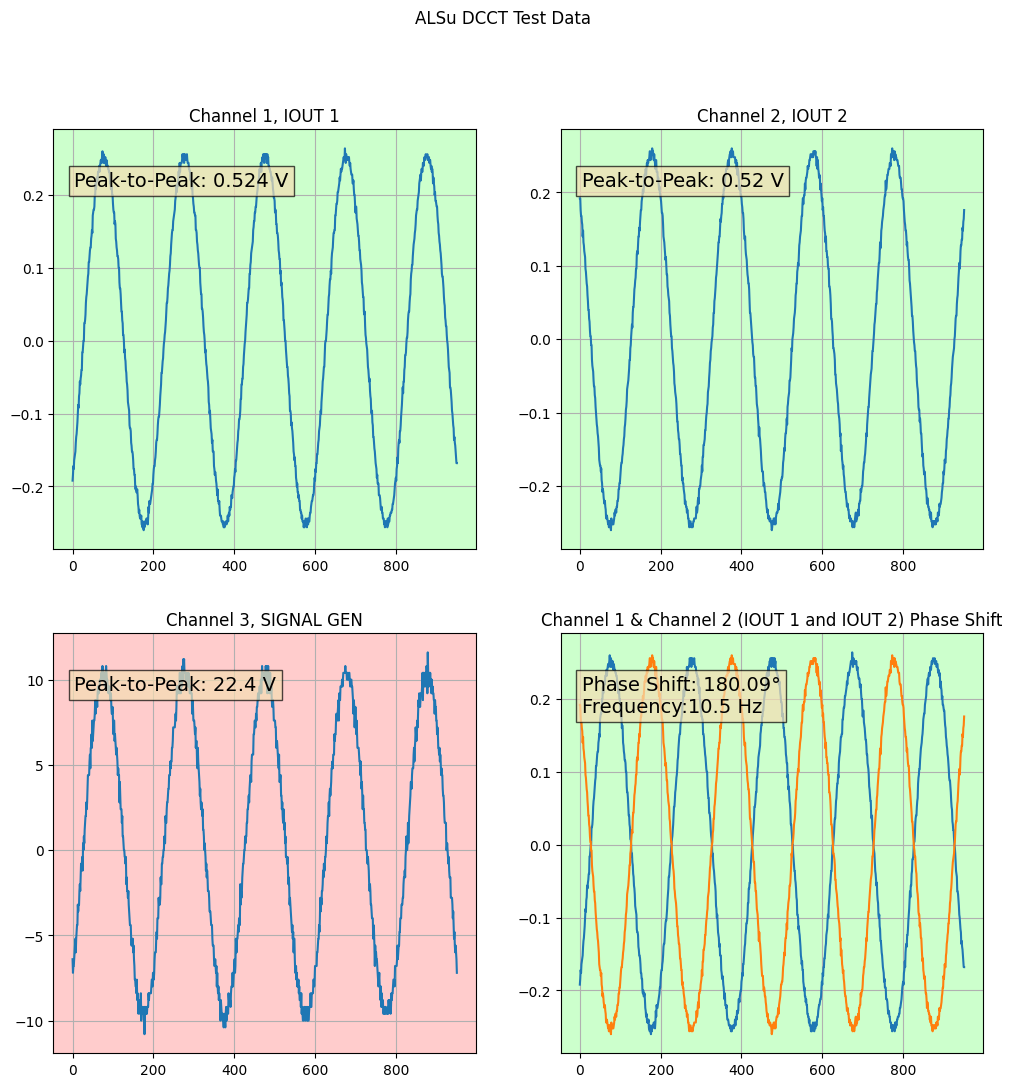 ALSu DCCT Test Data
Channel 1, IOUT 1
Peak-to-Peak: 0.524 V
0.2
0.1
0.0
−0.1
−0.2
0 200 400 600 800
Channel 2, IOUT 2
Peak-to-Peak: 0.52 V
0.2
0.1
0.0
−0.1
−0.2
0 200 400 600 800
Channel 3, SIGNAL GEN
Peak-to-Peak: 22.4 V
10
5
0
−5
−10
0 200 400 600 800
Channel 1 & Channel 2 (IOUT 1 and IOUT 2) Phase Shift
Phase Shift: 180.09°
Frequency:10.5 Hz
0.2
0.1
0.0
−0.1
−0.2
0 200 400 600 800